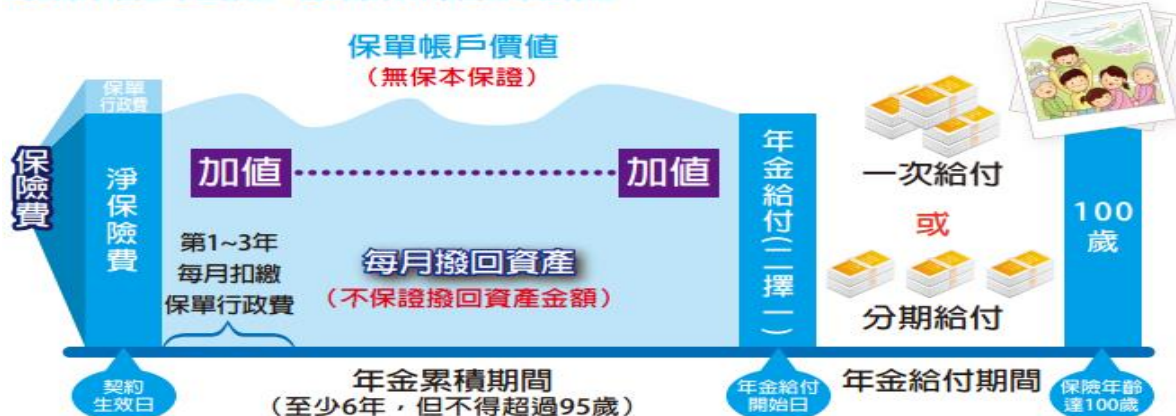 保單帳戶價值
（無保本保證）
保單
行政費
保險費
淨保險費
加值
加值
第1~3年
每月扣繳
保單行政費
每月撥回資產
（不保證撥回資產金額）
年金給付（二擇一）
一次給付
或
分期給付
100
歲
契約
生效日
年金累積期間
（至少6年，但不得超過95歲）
年金給付
開始日
年金給付期間
保險年齡
達100歲